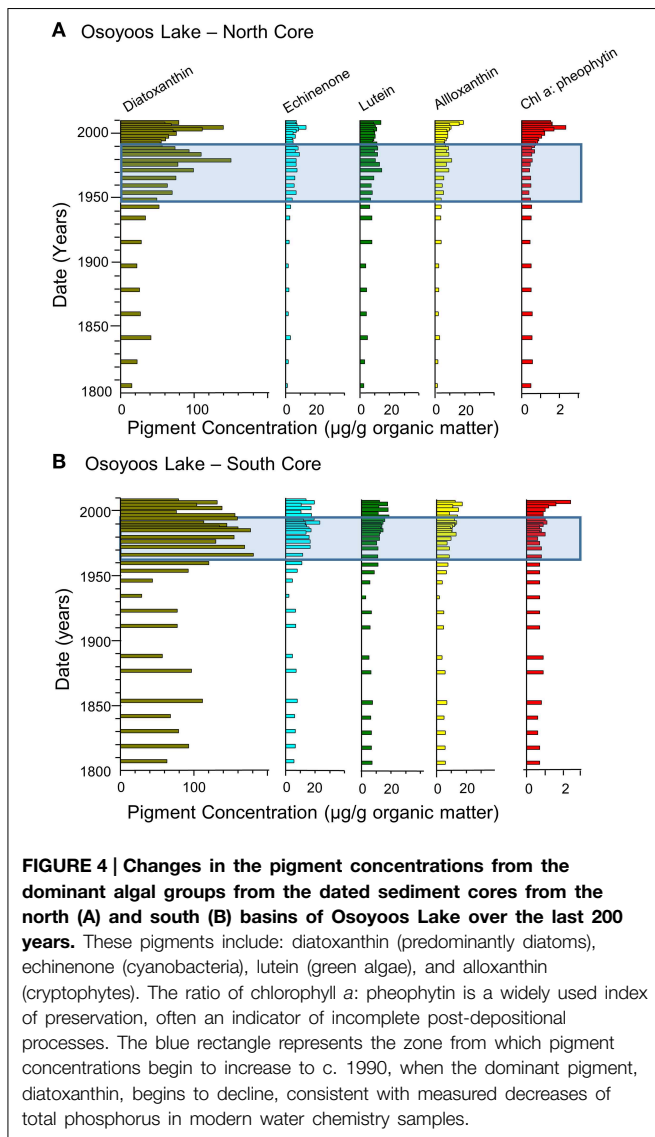 A Osoyoos Lake – North Core
Diatoxanthin
Echinenone
Lutein
Allloxanthin
Chl a: pheophytin
2000
1950
1900
1850
1800
Date (Years)
0 100 0 20 0 20 0 20 0 2
Pigment Concentration (µg/g organic matter)
B Osoyoos Lake – South Core
2000
1950
1900
1850
1800
Date (years)
0 100 0 20 0 20 0 20 0 1 2
Pigment Concentration (µg/g organic matter)
FIGURE 4 | Changes in the pigment concentrations from the
dominant algal groups from the dated sediment cores from the
north (A) and south (B) basins of Osoyoos Lake over the last 200
years. These pigments include: diatoxanthin (predominantly diatoms),
echinenone (cyanobacteria), lutein (green algae), and alloxanthin
(cryptophytes). The ratio of chlorophyll a: pheophytin is a widely used index
of preservation, often an indicator of incomplete post-depositional
processes. The blue rectangle represents the zone from which pigment
concentrations begin to increase to c. 1990, when the dominant pigment,
diatoxanthin, begins to decline, consistent with measured decreases of
total phosphorus in modern water chemistry samples.